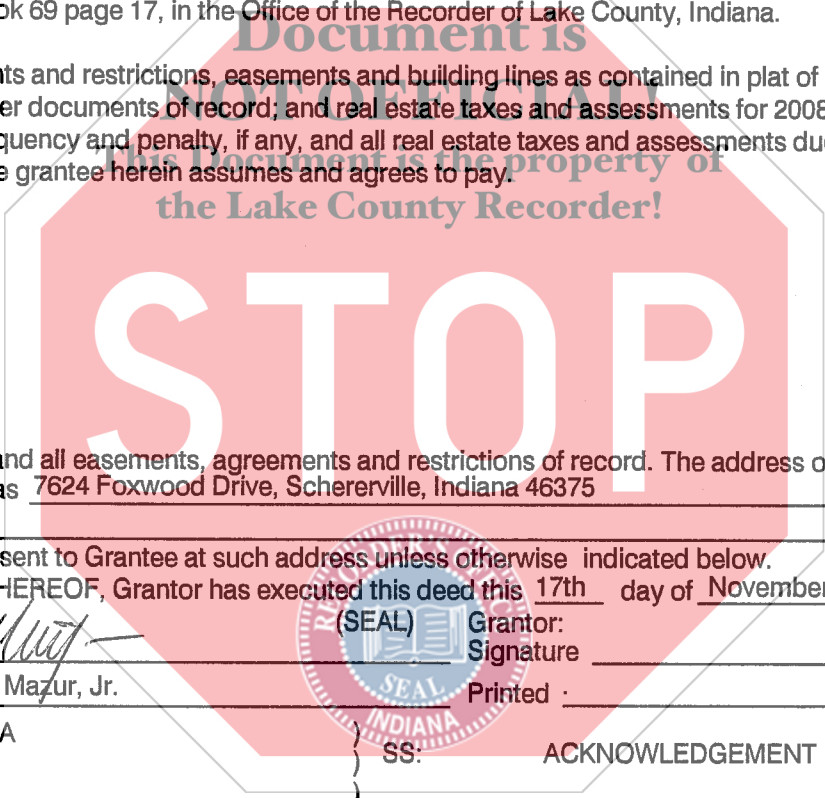 ok 69 page 17, in the Office of the Recorder of Lake County, Indiana.
Document is
nts and restrictions, easements and building lines as contained in plat of
NOT OFFICIAL!
er documents of record; and real estate taxes and assessments for 2008
quency and penalty, if any, and all real estate taxes and assessments du
This Document is the property of
e grantee herein assumes and agrees to pay.
the Lake County Recorder!
STOP
and all easements, agreements and restrictions of record. The address o
as 7624 Foxwood Drive, Schererville, Indiana 46375
sent to Grantee at such address unless otherwise indicated below.
HEREOF, Grantor has executed this deed this 17th day of November
(SEAL) Grantor:
Signature
Mazur, Jr. Printed
A
) SS: ACKNOWLEDGEMENT
)
)
RECORDER'S OFFIC
SEAL
INDIANA